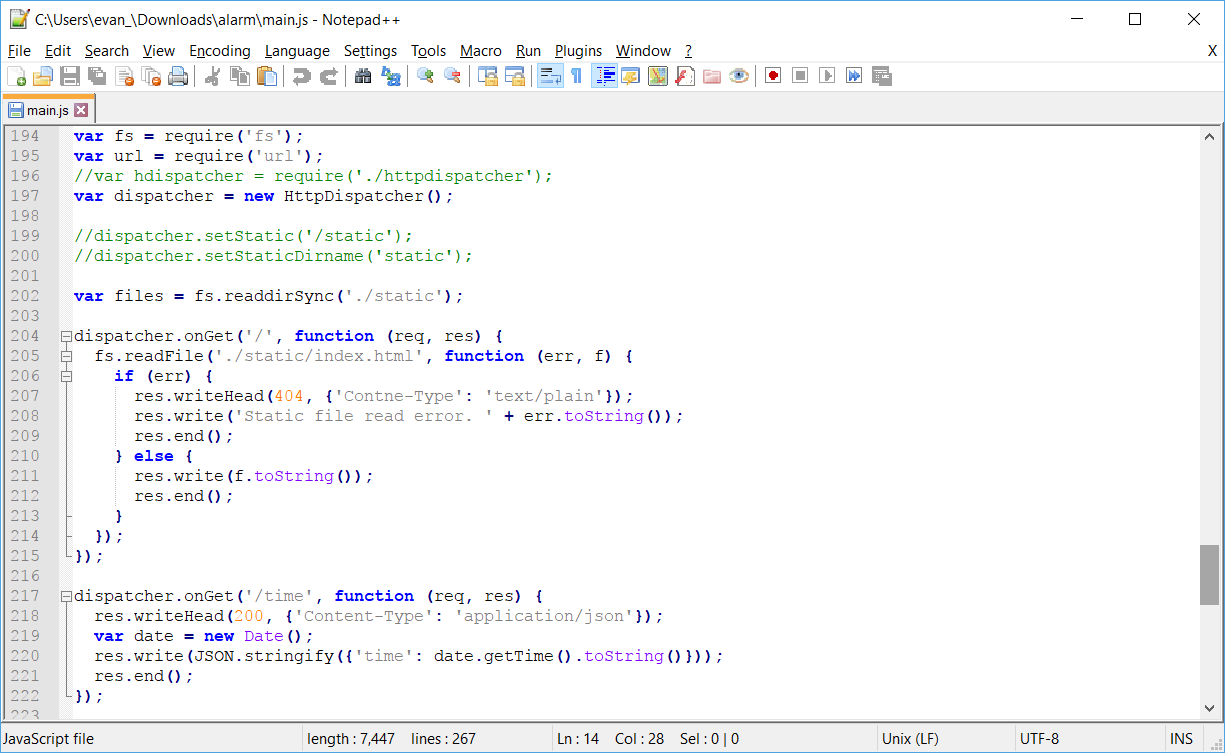 C:\Users\evan_\Downloads\alarm\main.js - Notepad++
File Edit Search View Encoding Language Settings Tools Macro Run Plugins Window ? X
main.js
194 var fs = require('fs');
195 var url = require('url');
196 //var hdispatcher = require('./httpdispatcher');
197 var dispatcher = new HttpDispatcher();
198
199 //dispatcher.setStatic('/static');
200 //dispatcher.setStaticDirname('static');
201
202 var files = fs.readdirSync('./static');
203
204 dispatcher.onGet('/', function (req, res) {
205   fs.readFile('./static/index.html', function (err, f) {
206     if (err) {
207       res.writeHead(404, {'Contne-Type': 'text/plain'});
208       res.write('Static file read error. ' + err.toString());
209       res.end();
210     } else {
211       res.write(f.toString());
212       res.end();
213     }
214   });
215 });
216
217 dispatcher.onGet('/time', function (req, res) {
218   res.writeHead(200, {'Content-Type': 'application/json'});
219   var date = new Date();
220   res.write(JSON.stringify({'time': date.getTime().toString()}));
221   res.end();
222 });
223
JavaScript file length : 7,447 lines : 267 Ln : 14 Col : 28 Sel : 0 | 0 Unix (LF) UTF-8 INS